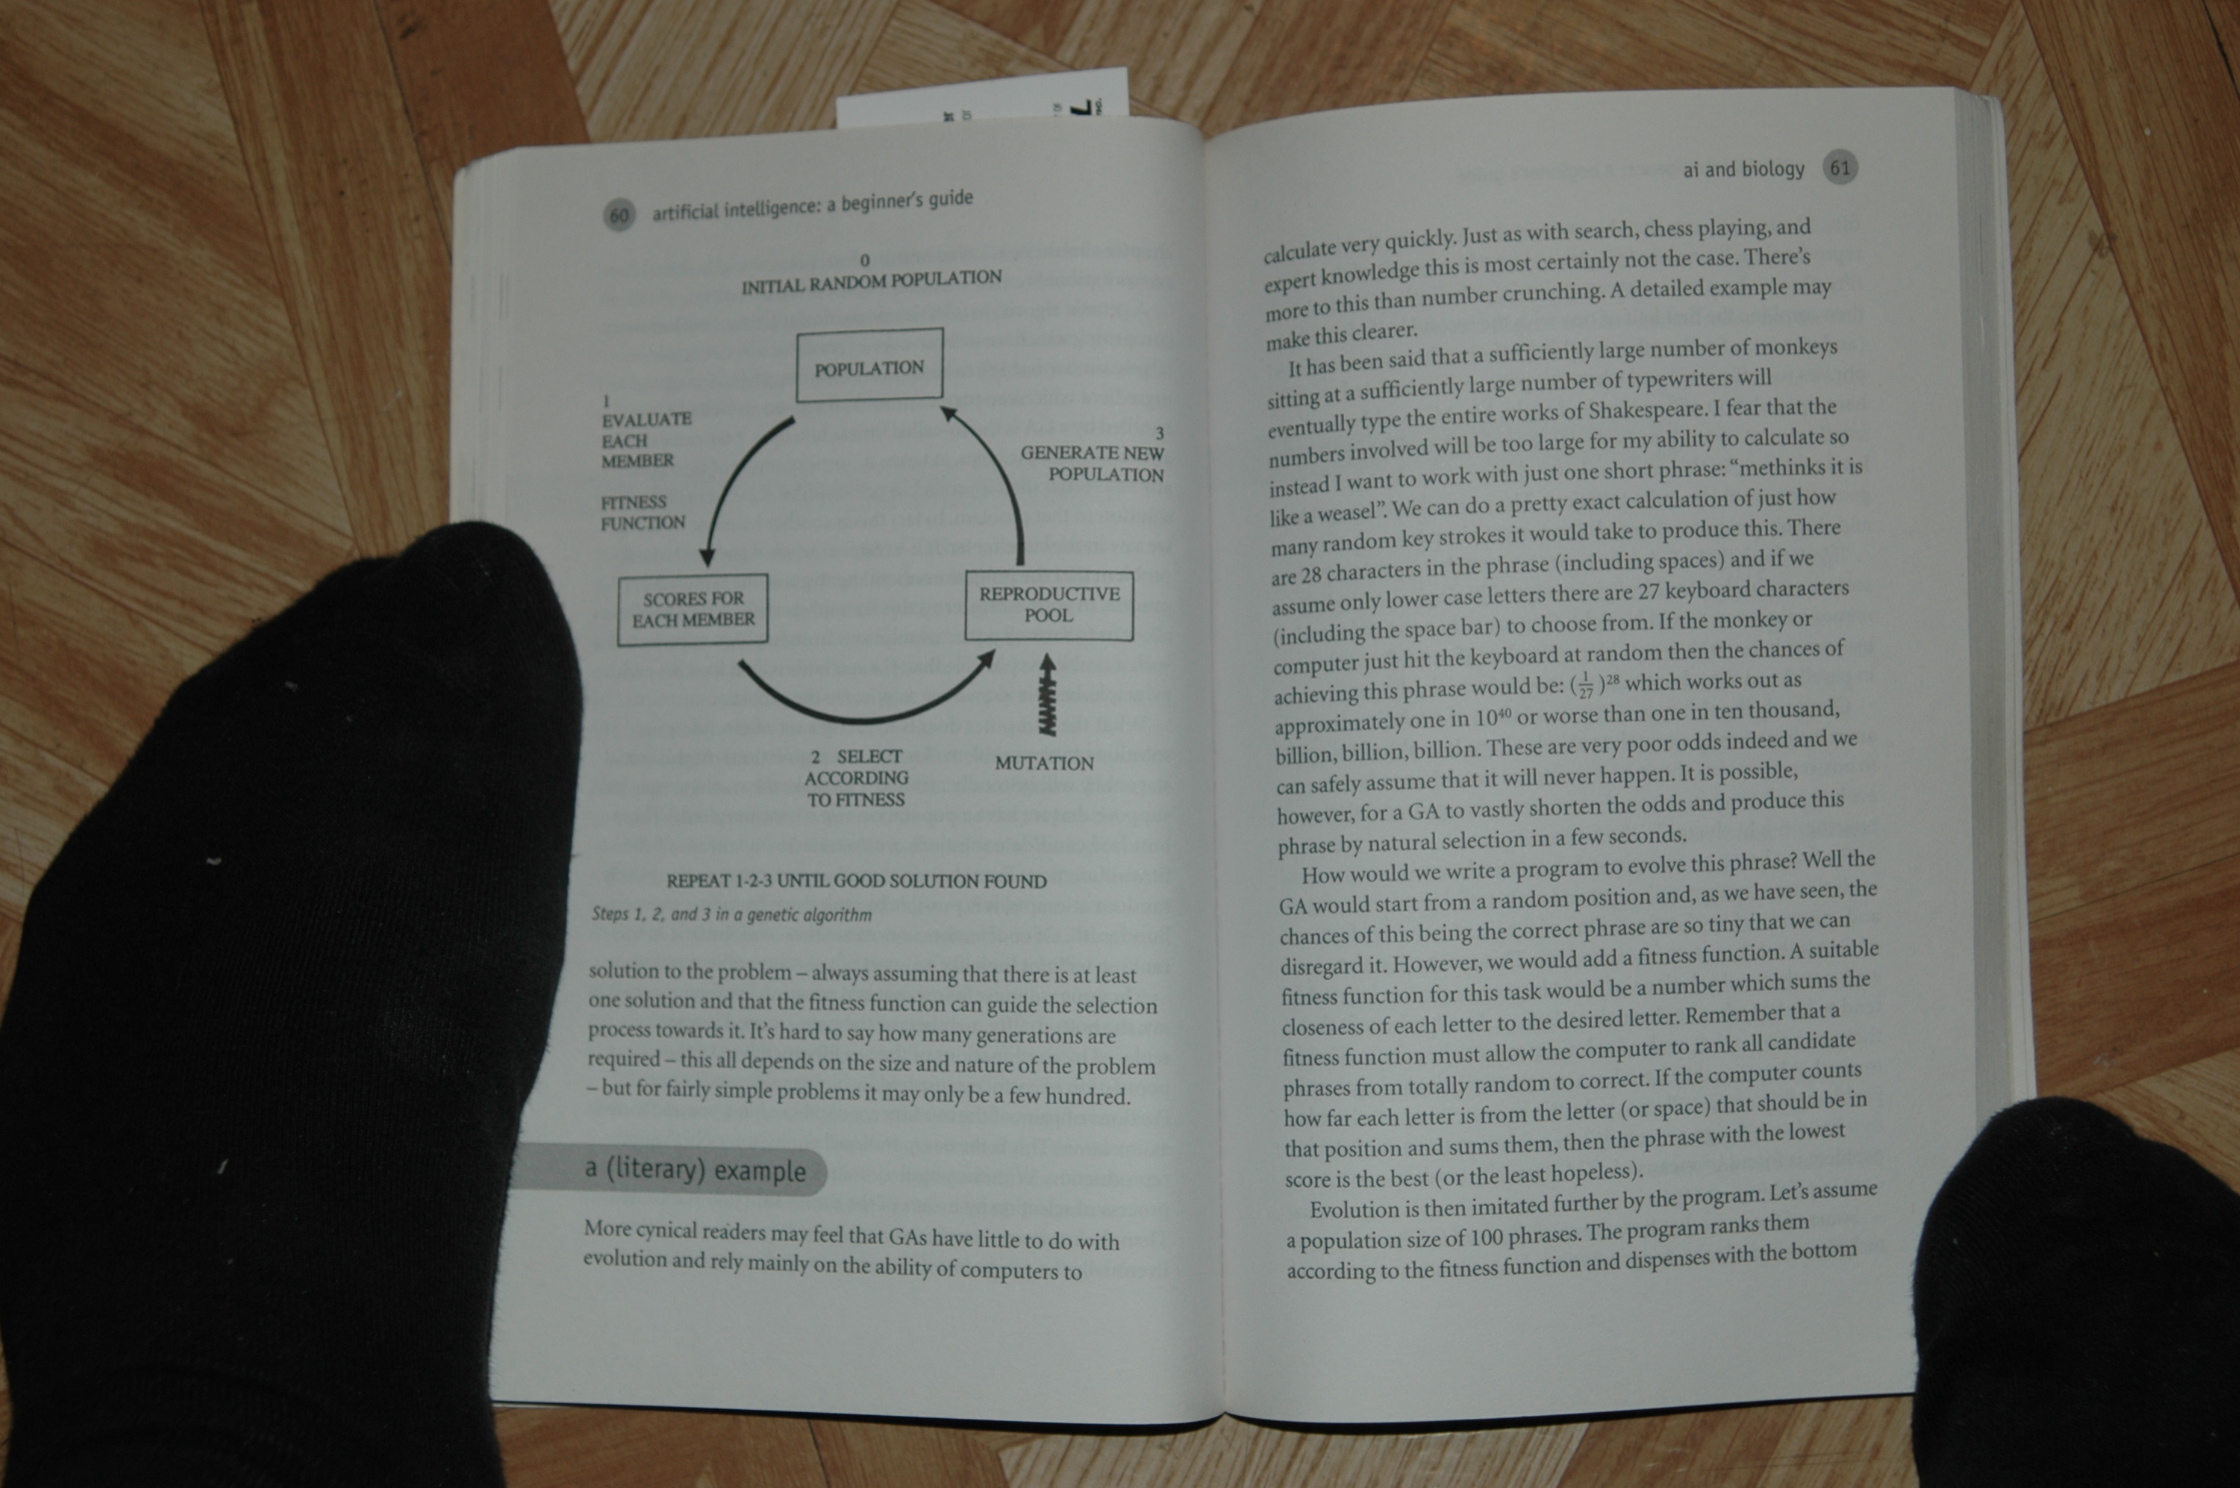 60 artificial intelligence: a beginner's guide
0
INITIAL RANDOM POPULATION
POPULATION
1
EVALUATE
EACH
MEMBER
FITNESS
FUNCTION
3
GENERATE NEW
POPULATION
SCORES FOR
EACH MEMBER
REPRODUCTIVE
POOL
2 SELECT
ACCORDING
TO FITNESS
MUTATION
REPEAT 1-2-3 UNTIL GOOD SOLUTION FOUND
Steps 1, 2, and 3 in a genetic algorithm
solution to the problem – always assuming that there is at least
one solution and that the fitness function can guide the selection
process towards it. It's hard to say how many generations are
required – this all depends on the size and nature of the problem
– but for fairly simple problems it may only be a few hundred.
a (literary) example
More cynical readers may feel that GAs have little to do with
evolution and rely mainly on the ability of computers to
ai and biology 61
calculate very quickly. Just as with search, chess playing, and
expert knowledge this is most certainly not the case. There's
more to this than number crunching. A detailed example may
make this clearer.
It has been said that a sufficiently large number of monkeys
sitting at a sufficiently large number of typewriters will
eventually type the entire works of Shakespeare. I fear that the
numbers involved will be too large for my ability to calculate so
instead I want to work with just one short phrase: “methinks it is
like a weasel”. We can do a pretty exact calculation of just how
many random key strokes it would take to produce this. There
are 28 characters in the phrase (including spaces) and if we
assume only lower case letters there are 27 keyboard characters
(including the space bar) to choose from. If the monkey or
computer just hit the keyboard at random then the chances of
achieving this phrase would be: (1/27)²⁸ which works out as
approximately one in 10⁴⁰ or worse than one in ten thousand,
billion, billion, billion. These are very poor odds indeed and we
can safely assume that it will never happen. It is possible,
however, for a GA to vastly shorten the odds and produce this
phrase by natural selection in a few seconds.
How would we write a program to evolve this phrase? Well the
GA would start from a random position and, as we have seen, the
chances of this being the correct phrase are so tiny that we can
disregard it. However, we would add a fitness function. A suitable
fitness function for this task would be a number which sums the
closeness of each letter to the desired letter. Remember that a
fitness function must allow the computer to rank all candidate
phrases from totally random to correct. If the computer counts
how far each letter is from the letter (or space) that should be in
that position and sums them, then the phrase with the lowest
score is the best (or the least hopeless).
Evolution is then imitated further by the program. Let's assume
a population size of 100 phrases. The program ranks them
according to the fitness function and dispenses with the bottom